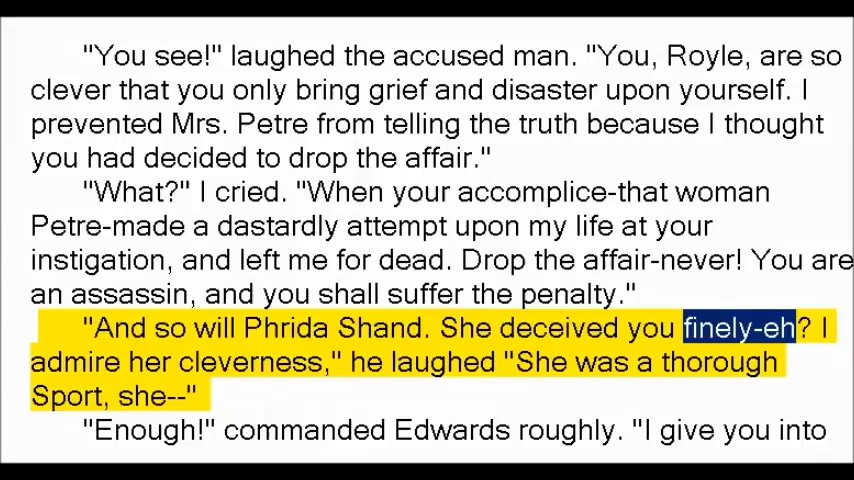 "You see!" laughed the accused man. "You, Royle, are so
clever that you only bring grief and disaster upon yourself. I
prevented Mrs. Petre from telling the truth because I thought
you had decided to drop the affair."
"What?" I cried. "When your accomplice-that woman
Petre-made a dastardly attempt upon my life at your
instigation, and left me for dead. Drop the affair-never! You are
an assassin, and you shall suffer the penalty."
"And so will Phrida Shand. She deceived you finely-eh? I
admire her cleverness," he laughed "She was a thorough
Sport, she--"
"Enough!" commanded Edwards roughly. "I give you into